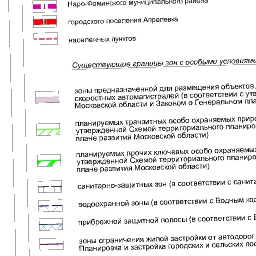 Наро-Фоминского муниципального района
городского поселения Апрелевка
населенных пунктов
Существующие границы зон с особыми условиями
зоны предназначенной для размещения объектов,
скоростных автомагистралей (в соответствии с утв
Московской области и Законом о Генеральном пла
планируемых транзитных особо охраняемых прир
утвержденной Схемой территориального планиро
плане развития Московской области)
планируемых прочих ключевых особо охраняемых
утвержденной Схемой территориального планиро
плане развития Московской области)
санитарно-защитных зон (в соответствии с санита
водоохранной зоны (в соответствии с Водным код
прибрежной защитной полосы (в соответствии с В
зоны ограничения жилой застройки от автодорог
Планировка и застройка городских и сельских пос